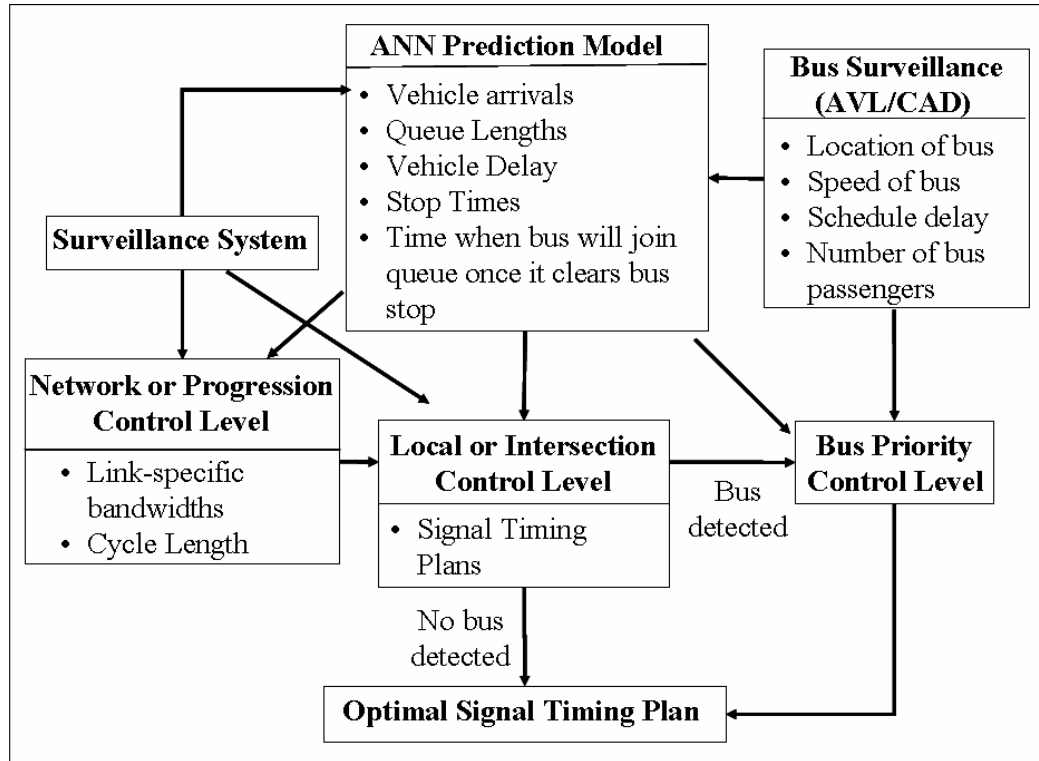 ANN Prediction Model
• Vehicle arrivals
• Queue Lengths
• Vehicle Delay
• Stop Times
• Time when bus will join
queue once it clears bus
stop
Bus Surveillance
(AVL/CAD)
• Location of bus
• Speed of bus
• Schedule delay
• Number of bus
passengers
Surveillance System
Network or Progression
Control Level
• Link-specific
bandwidths
• Cycle Length
Local or Intersection
Control Level
• Signal Timing
Plans
Bus
detected
Bus Priority
Control Level
No bus
detected
Optimal Signal Timing Plan